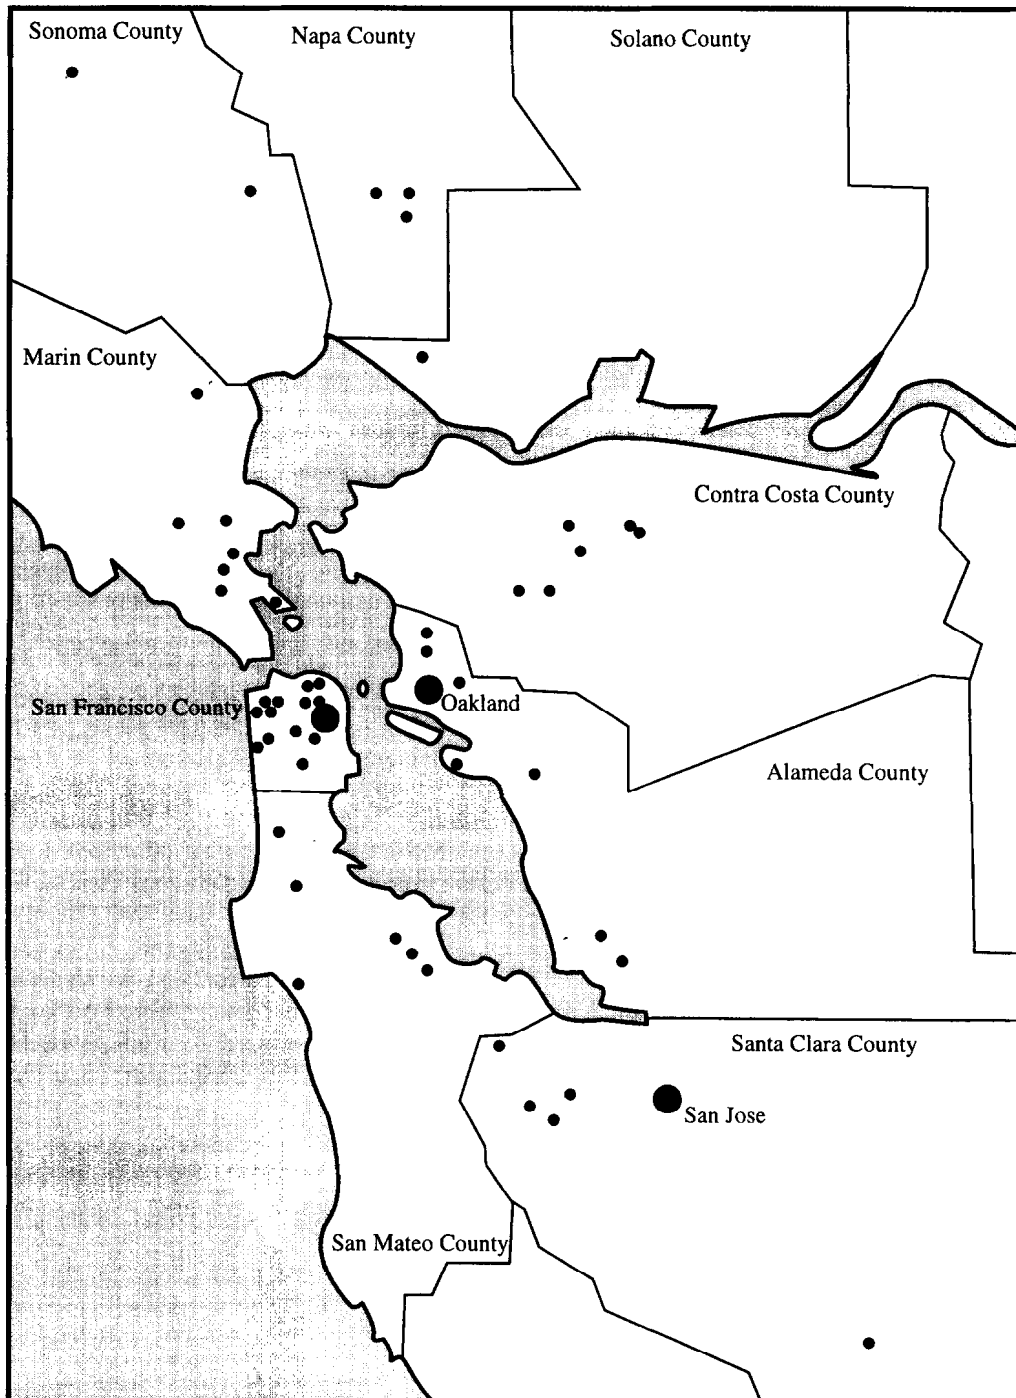 Sonoma County
Napa County
Solano County
Marin County
Contra Costa County
San Francisco County
Oakland
Alameda County
Santa Clara County
San Jose
San Mateo County